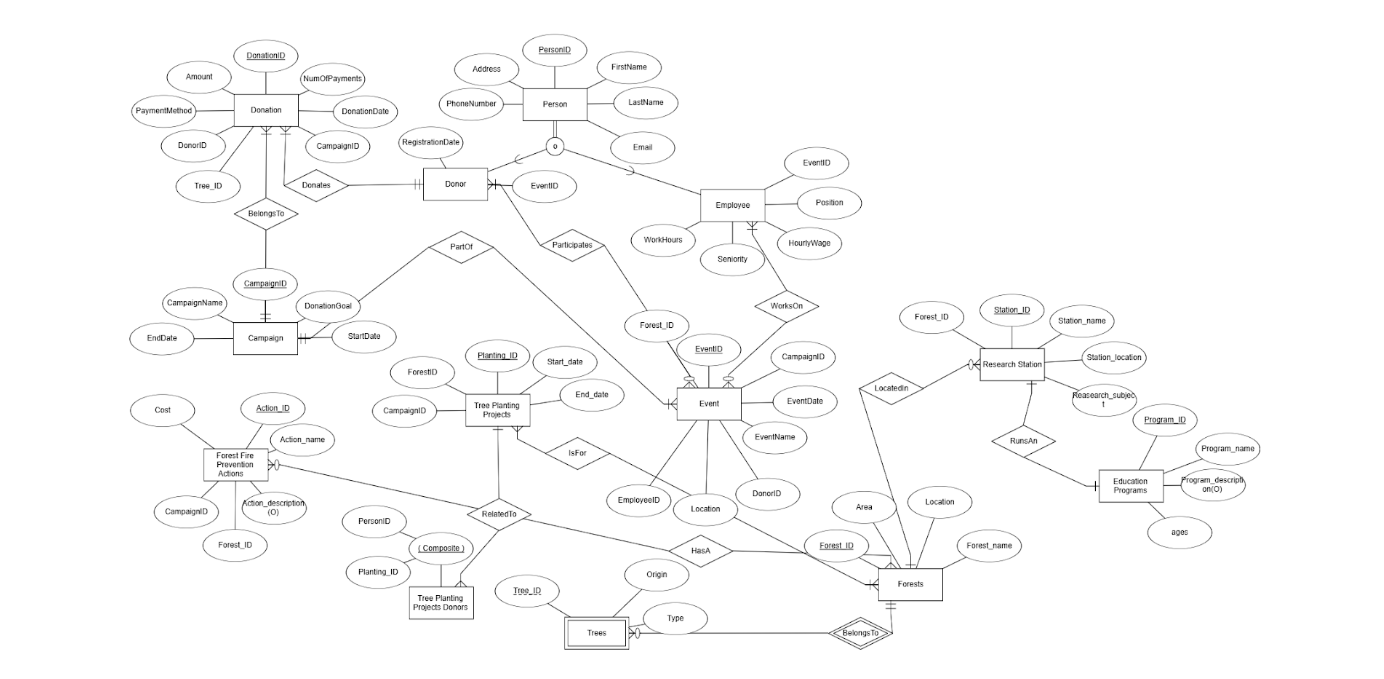 DonationID
Amount
NumOfPayments
PaymentMethod
Donation
DonationDate
DonorID
CampaignID
Tree_ID
PersonID
Address
FirstName
PhoneNumber
Person
LastName
Email
o
RegistrationDate
Donates
Donor
EventID
BelongsTo
EventID
Employee
Position
WorkHours
Seniority
HourlyWage
PartOf
Participates
WorksOn
CampaignID
CampaignName
DonationGoal
EndDate
Campaign
StartDate
Forest_ID
EventID
CampaignID
Event
EventDate
EventName
EmployeeID
Location
DonorID
Planting_ID
ForestID
Start_date
CampaignID
Tree Planting
Projects
End_date
IsFor
Cost
Action_ID
Action_name
Forest Fire
Prevention
Actions
CampaignID
Action_description
(O)
Forest_ID
RelatedTo
PersonID
( Composite )
Planting_ID
Tree Planting
Projects Donors
HasA
Tree_ID
Origin
Type
Trees
BelongsTo
Forest_ID
Area
Location
Forest_name
Forests
LocatedIn
Forest_ID
Station_ID
Station_name
Research Station
Station_location
Reasearch_subjec
t
RunsAn
Program_ID
Program_name
Education
Programs
Program_descripti
on(O)
ages